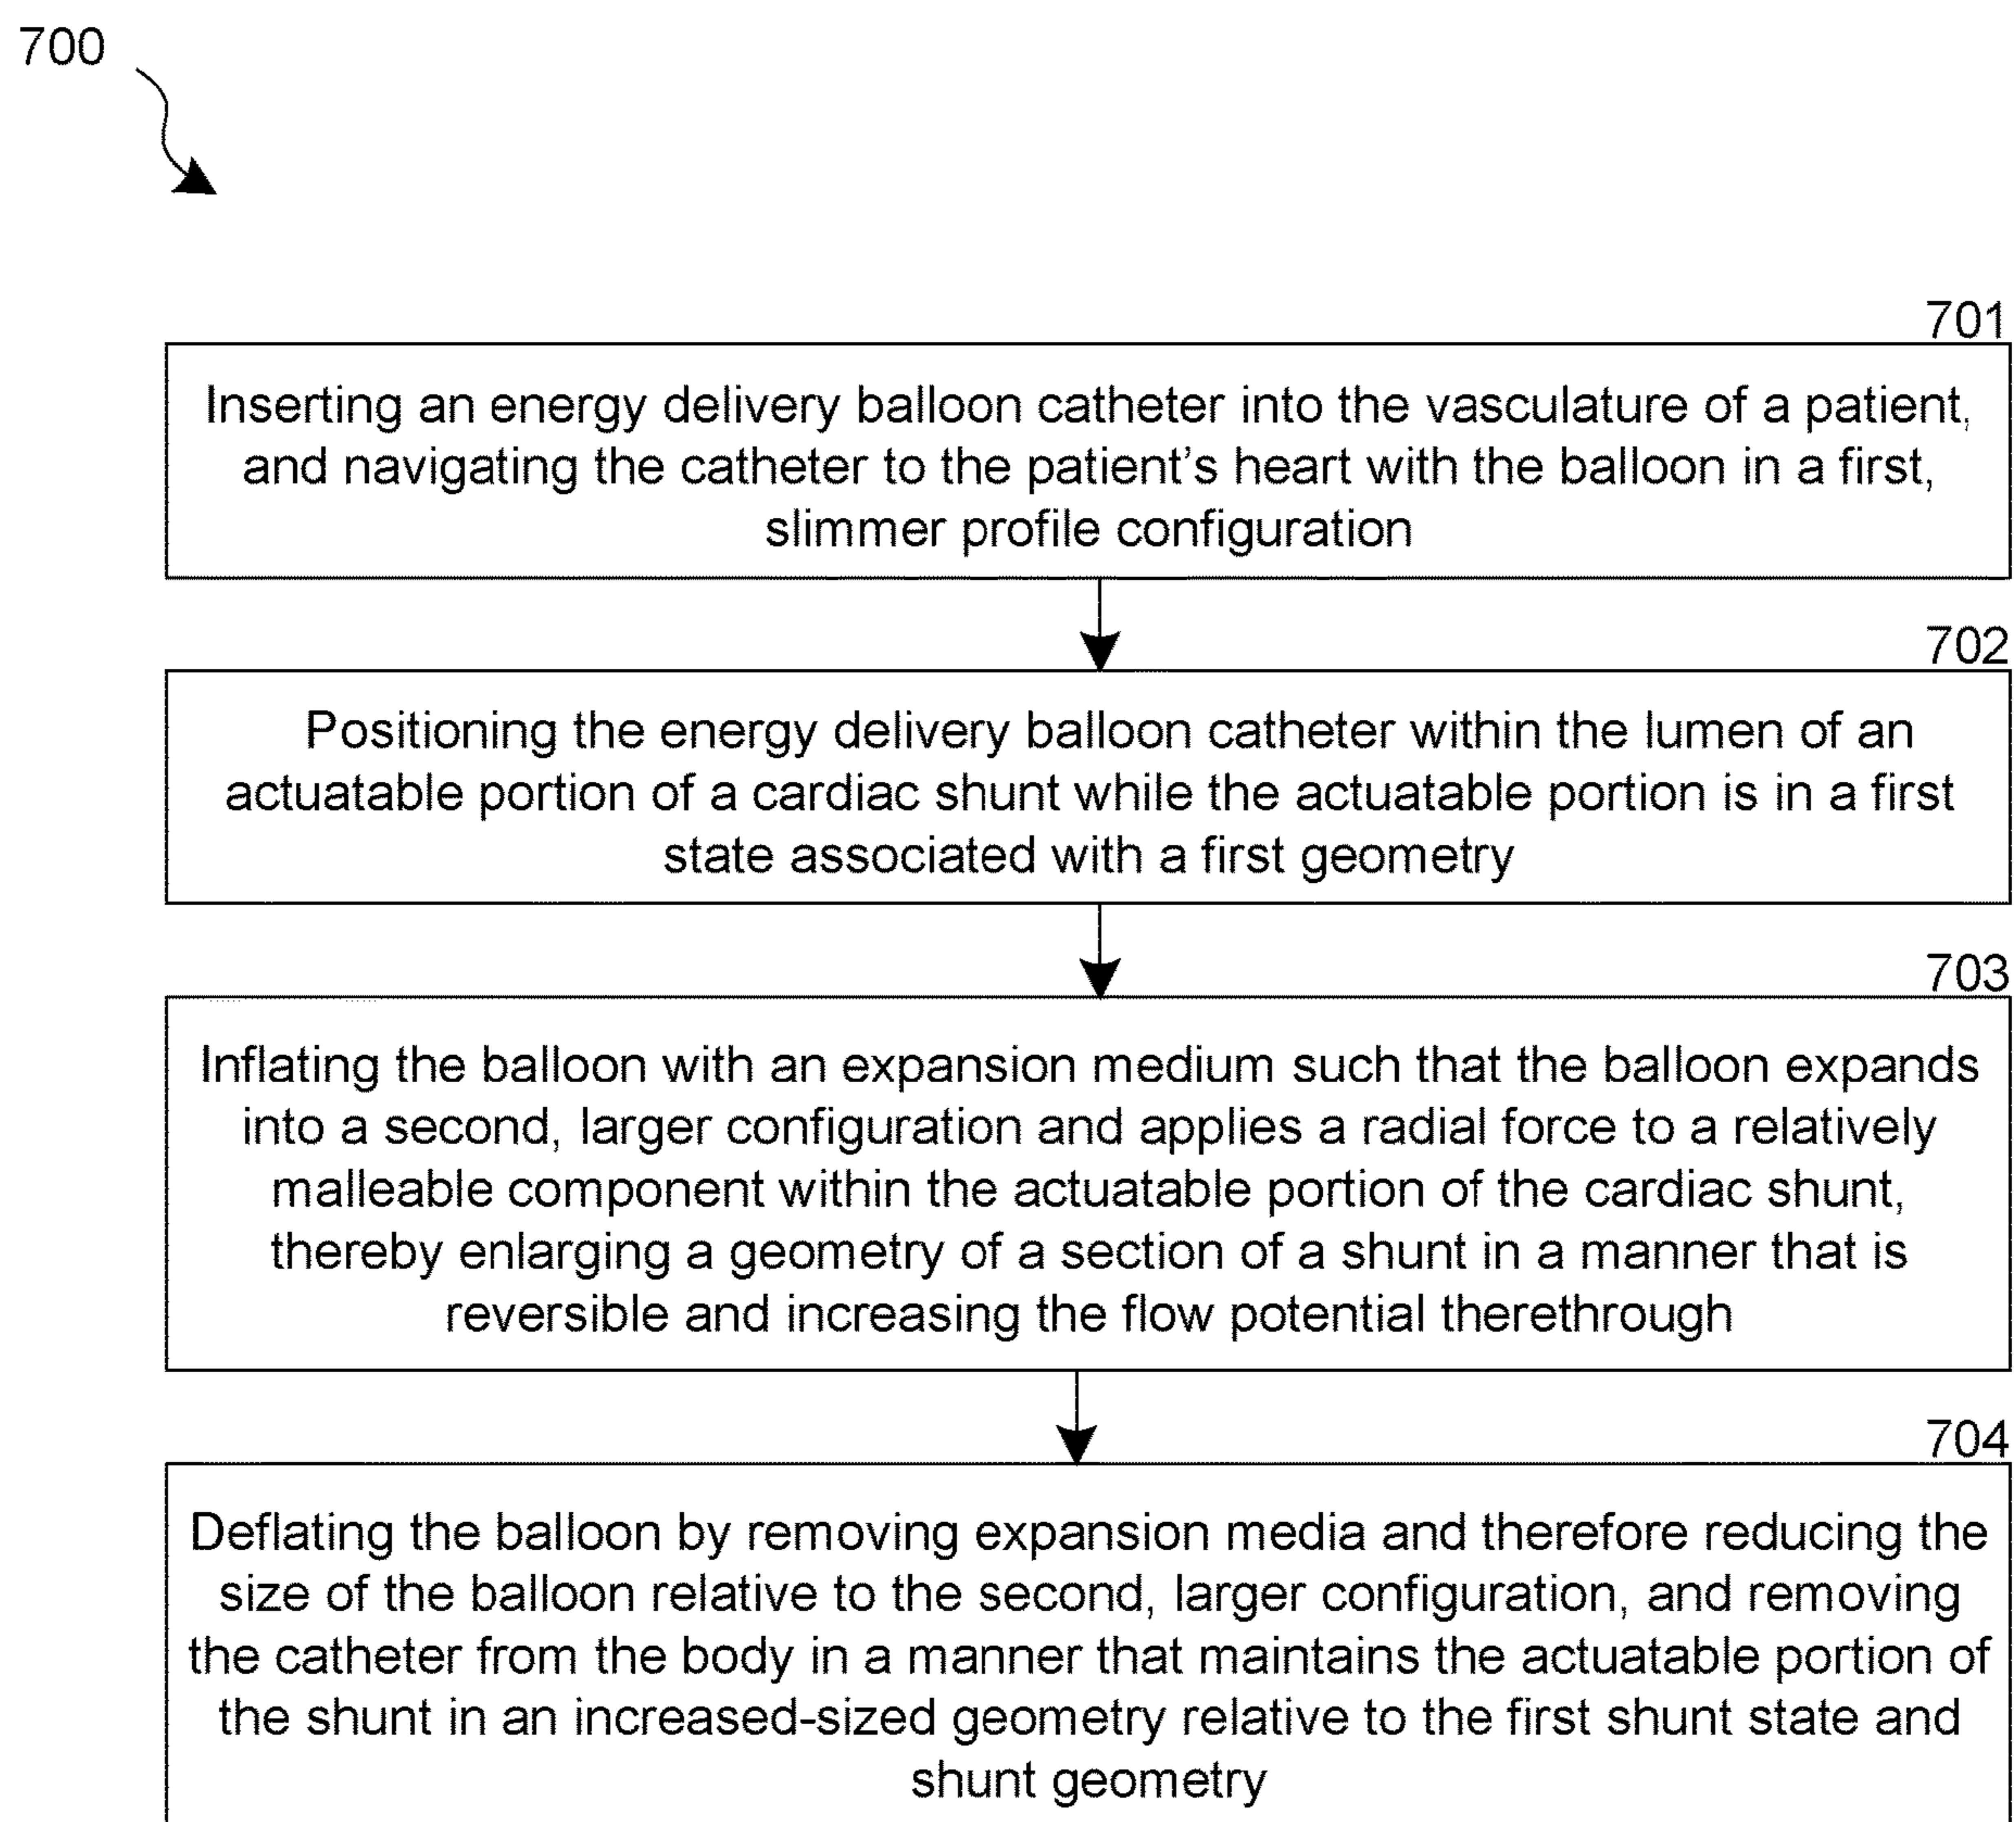 700
701
Inserting an energy delivery balloon catheter into the vasculature of a patient,
and navigating the catheter to the patient's heart with the balloon in a first,
slimmer profile configuration
702
Positioning the energy delivery balloon catheter within the lumen of an
actuatable portion of a cardiac shunt while the actuatable portion is in a first
state associated with a first geometry
703
Inflating the balloon with an expansion medium such that the balloon expands
into a second, larger configuration and applies a radial force to a relatively
malleable component within the actuatable portion of the cardiac shunt,
thereby enlarging a geometry of a section of a shunt in a manner that is
reversible and increasing the flow potential therethrough
704
Deflating the balloon by removing expansion media and therefore reducing the
size of the balloon relative to the second, larger configuration, and removing
the catheter from the body in a manner that maintains the actuatable portion of
the shunt in an increased-sized geometry relative to the first shunt state and
shunt geometry